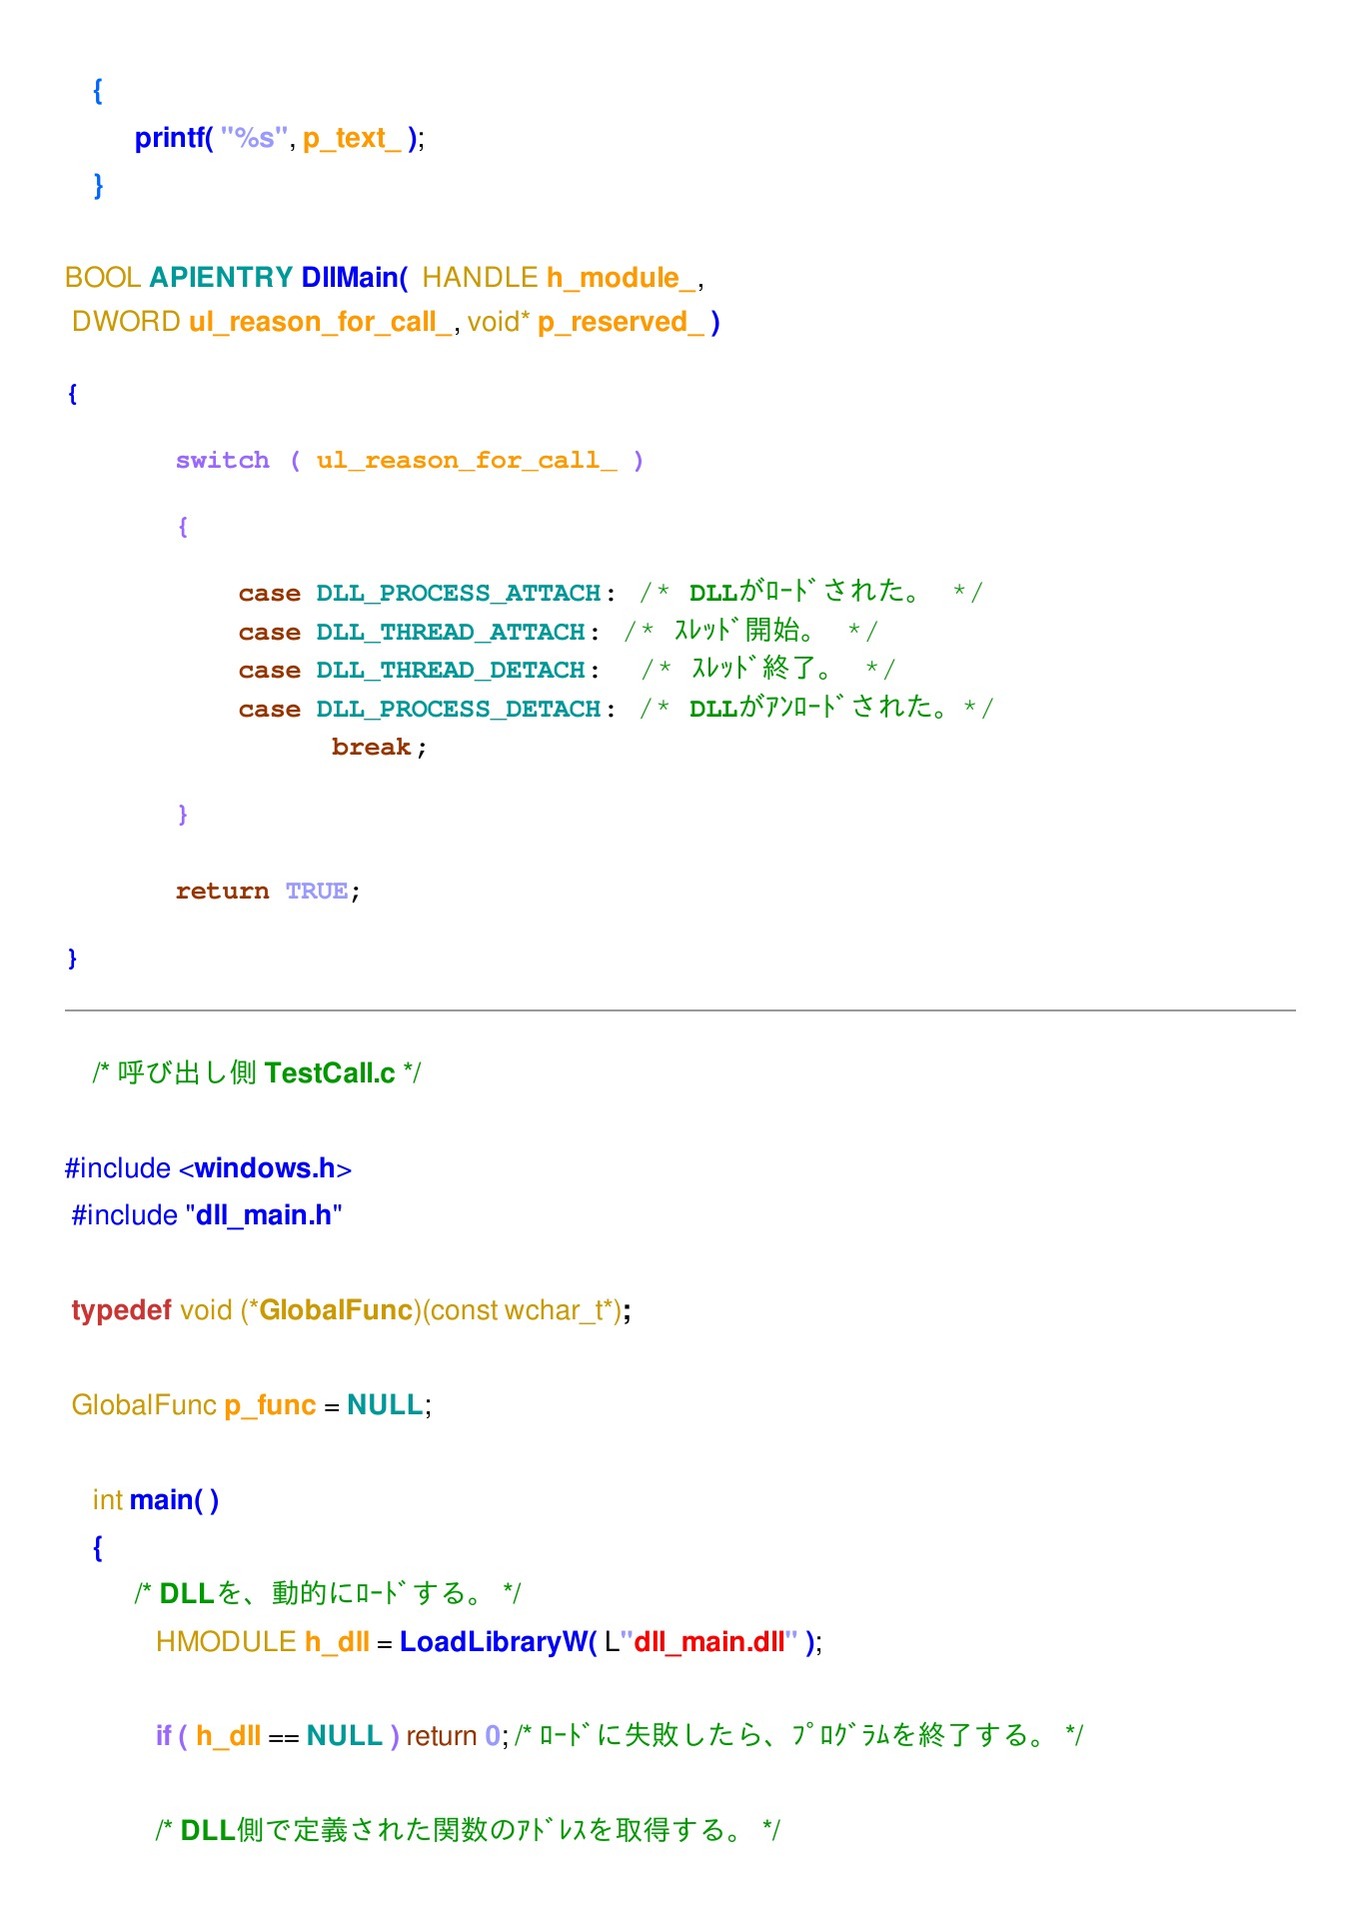 {
printf( "%s", p_text_ );
}
BOOL APIENTRY DllMain(  HANDLE h_module_,
DWORD ul_reason_for_call_, void* p_reserved_ )
{
switch ( ul_reason_for_call_ )
{
case DLL_PROCESS_ATTACH: /* DLLがﾛｰﾄﾞされた。 */
case DLL_THREAD_ATTACH: /* ｽﾚｯﾄﾞ開始。 */
case DLL_THREAD_DETACH: /* ｽﾚｯﾄﾞ終了。 */
case DLL_PROCESS_DETACH: /* DLLがｱﾝﾛｰﾄﾞされた。*/
break;
}
return TRUE;
}
/* 呼び出し側 TestCall.c */
#include <windows.h>
#include "dll_main.h"
typedef void (*GlobalFunc)(const wchar_t*);
GlobalFunc p_func = NULL;
int main( )
{
/* DLLを、動的にﾛｰﾄﾞする。 */
HMODULE h_dll = LoadLibraryW( L"dll_main.dll" );
if ( h_dll == NULL ) return 0; /* ﾛｰﾄﾞに失敗したら、ﾌﾟﾛｸﾞﾗﾑを終了する。 */
/* DLL側で定義された関数のｱﾄﾞﾚｽを取得する。 */